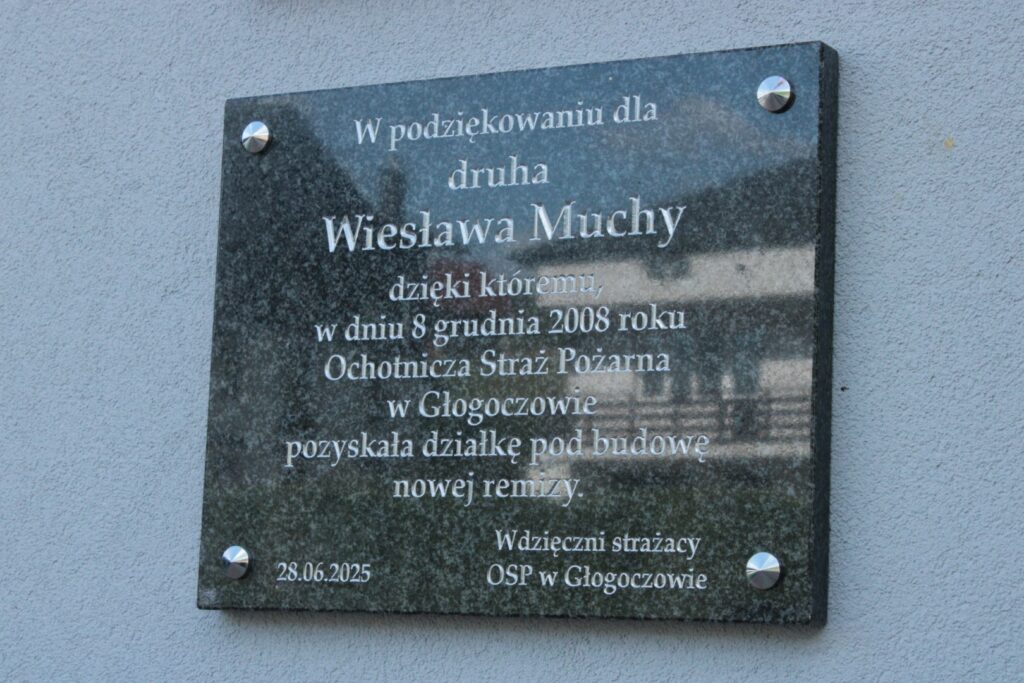 W podziękowaniu dla
druha
Wiesława Muchy
dzięki któremu,
w dniu 8 grudnia 2008 roku
Ochotnicza Straż Pożarna
w Głogoczowie
pozyskała działkę pod budowę
nowej remizy.
Wdzięczni strażacy
28.06.2025 OSP w Głogoczowie